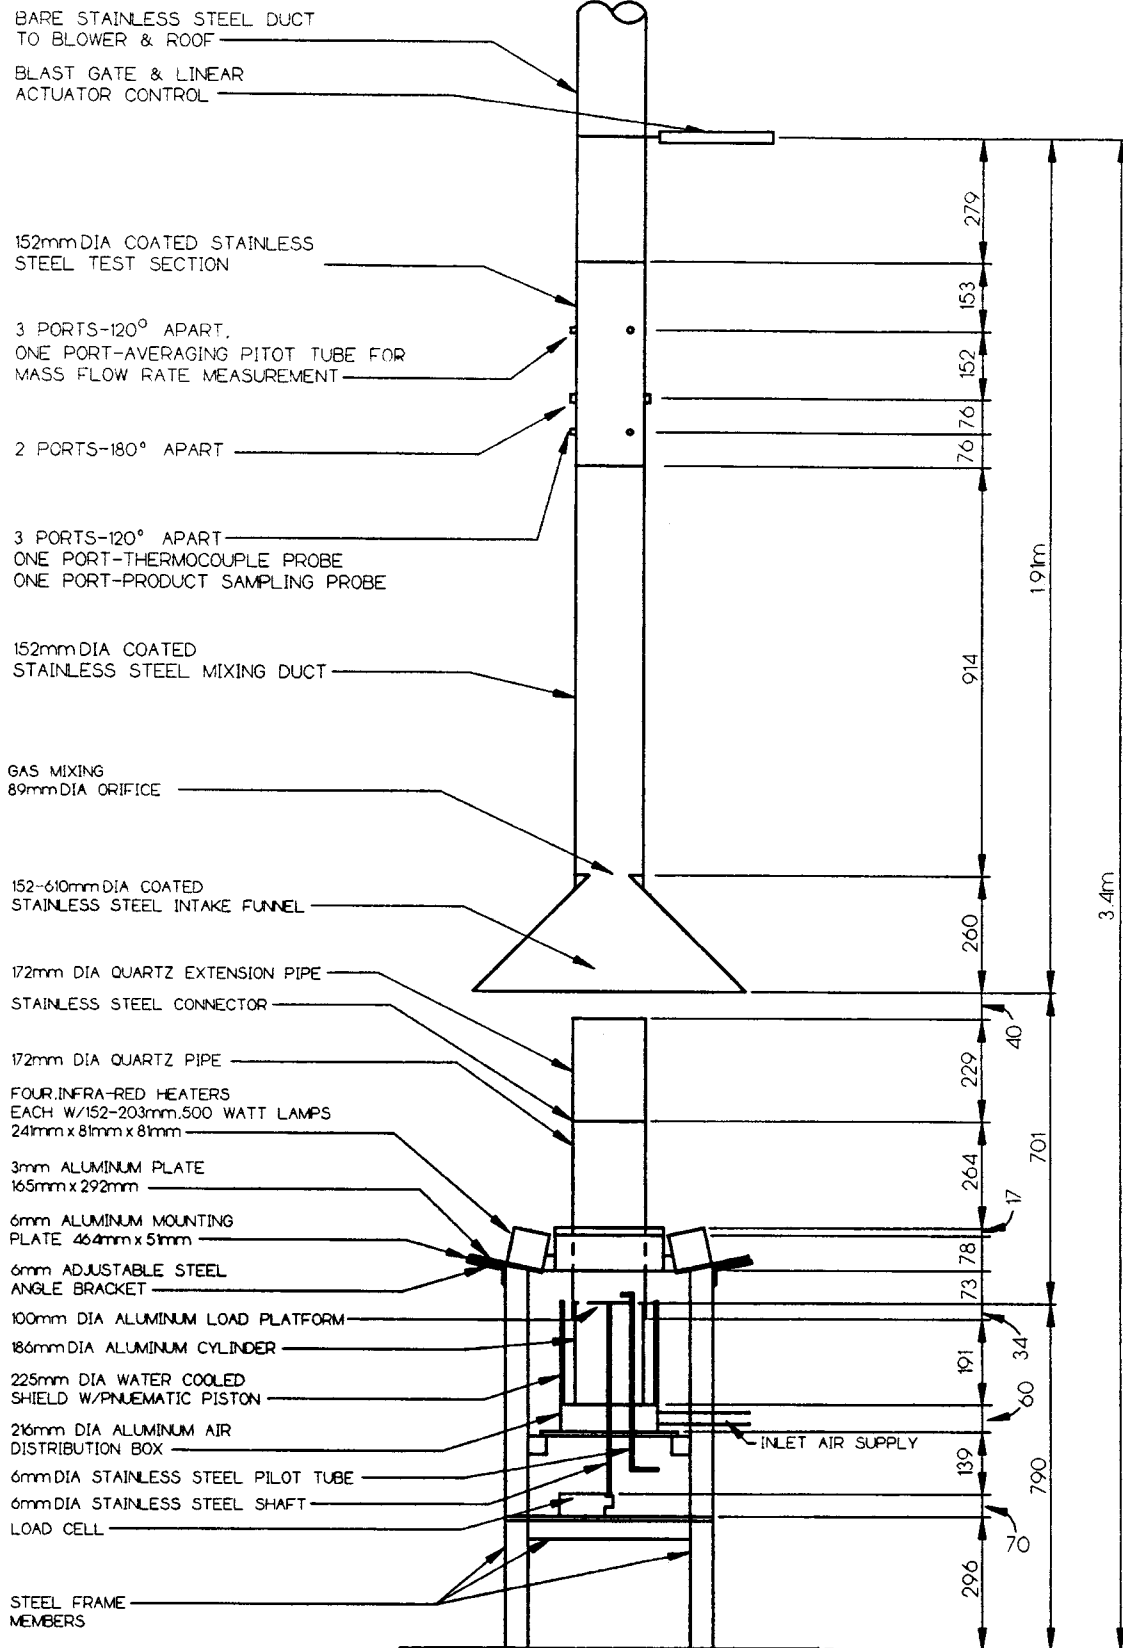 BARE STAINLESS STEEL DUCT
TO BLOWER & ROOF
BLAST GATE & LINEAR
ACTUATOR CONTROL
279
152mm DIA COATED STAINLESS
STEEL TEST SECTION
153
3 PORTS-120° APART,
ONE PORT-AVERAGING PITOT TUBE FOR
MASS FLOW RATE MEASUREMENT
152
76
2 PORTS-180° APART
76
3 PORTS-120° APART
ONE PORT-THERMOCOUPLE PROBE
ONE PORT-PRODUCT SAMPLING PROBE
1.91m
152mm DIA COATED
STAINLESS STEEL MIXING DUCT
914
GAS MIXING
89mm DIA ORIFICE
3.4m
152-610mm DIA COATED
STAINLESS STEEL INTAKE FUNNEL
260
172mm DIA QUARTZ EXTENSION PIPE
STAINLESS STEEL CONNECTOR
40
172mm DIA QUARTZ PIPE
229
FOUR.INFRA-RED HEATERS
EACH W/152-203mm.500 WATT LAMPS
241mm x 81mm x 81mm
701
264
3mm ALUMINUM PLATE
165mm x 292mm
17
6mm ALUMINUM MOUNTING
PLATE 464mm x 51mm
78
6mm ADJUSTABLE STEEL
ANGLE BRACKET
73
100mm DIA ALUMINUM LOAD PLATFORM
34
186mm DIA ALUMINUM CYLINDER
191
225mm DIA WATER COOLED
SHIELD W/PNUEMATIC PISTON
60
216mm DIA ALUMINUM AIR
DISTRIBUTION BOX
INLET AIR SUPPLY
139
790
6mm DIA STAINLESS STEEL PILOT TUBE
6mm DIA STAINLESS STEEL SHAFT
LOAD CELL
70
296
STEEL FRAME
MEMBERS